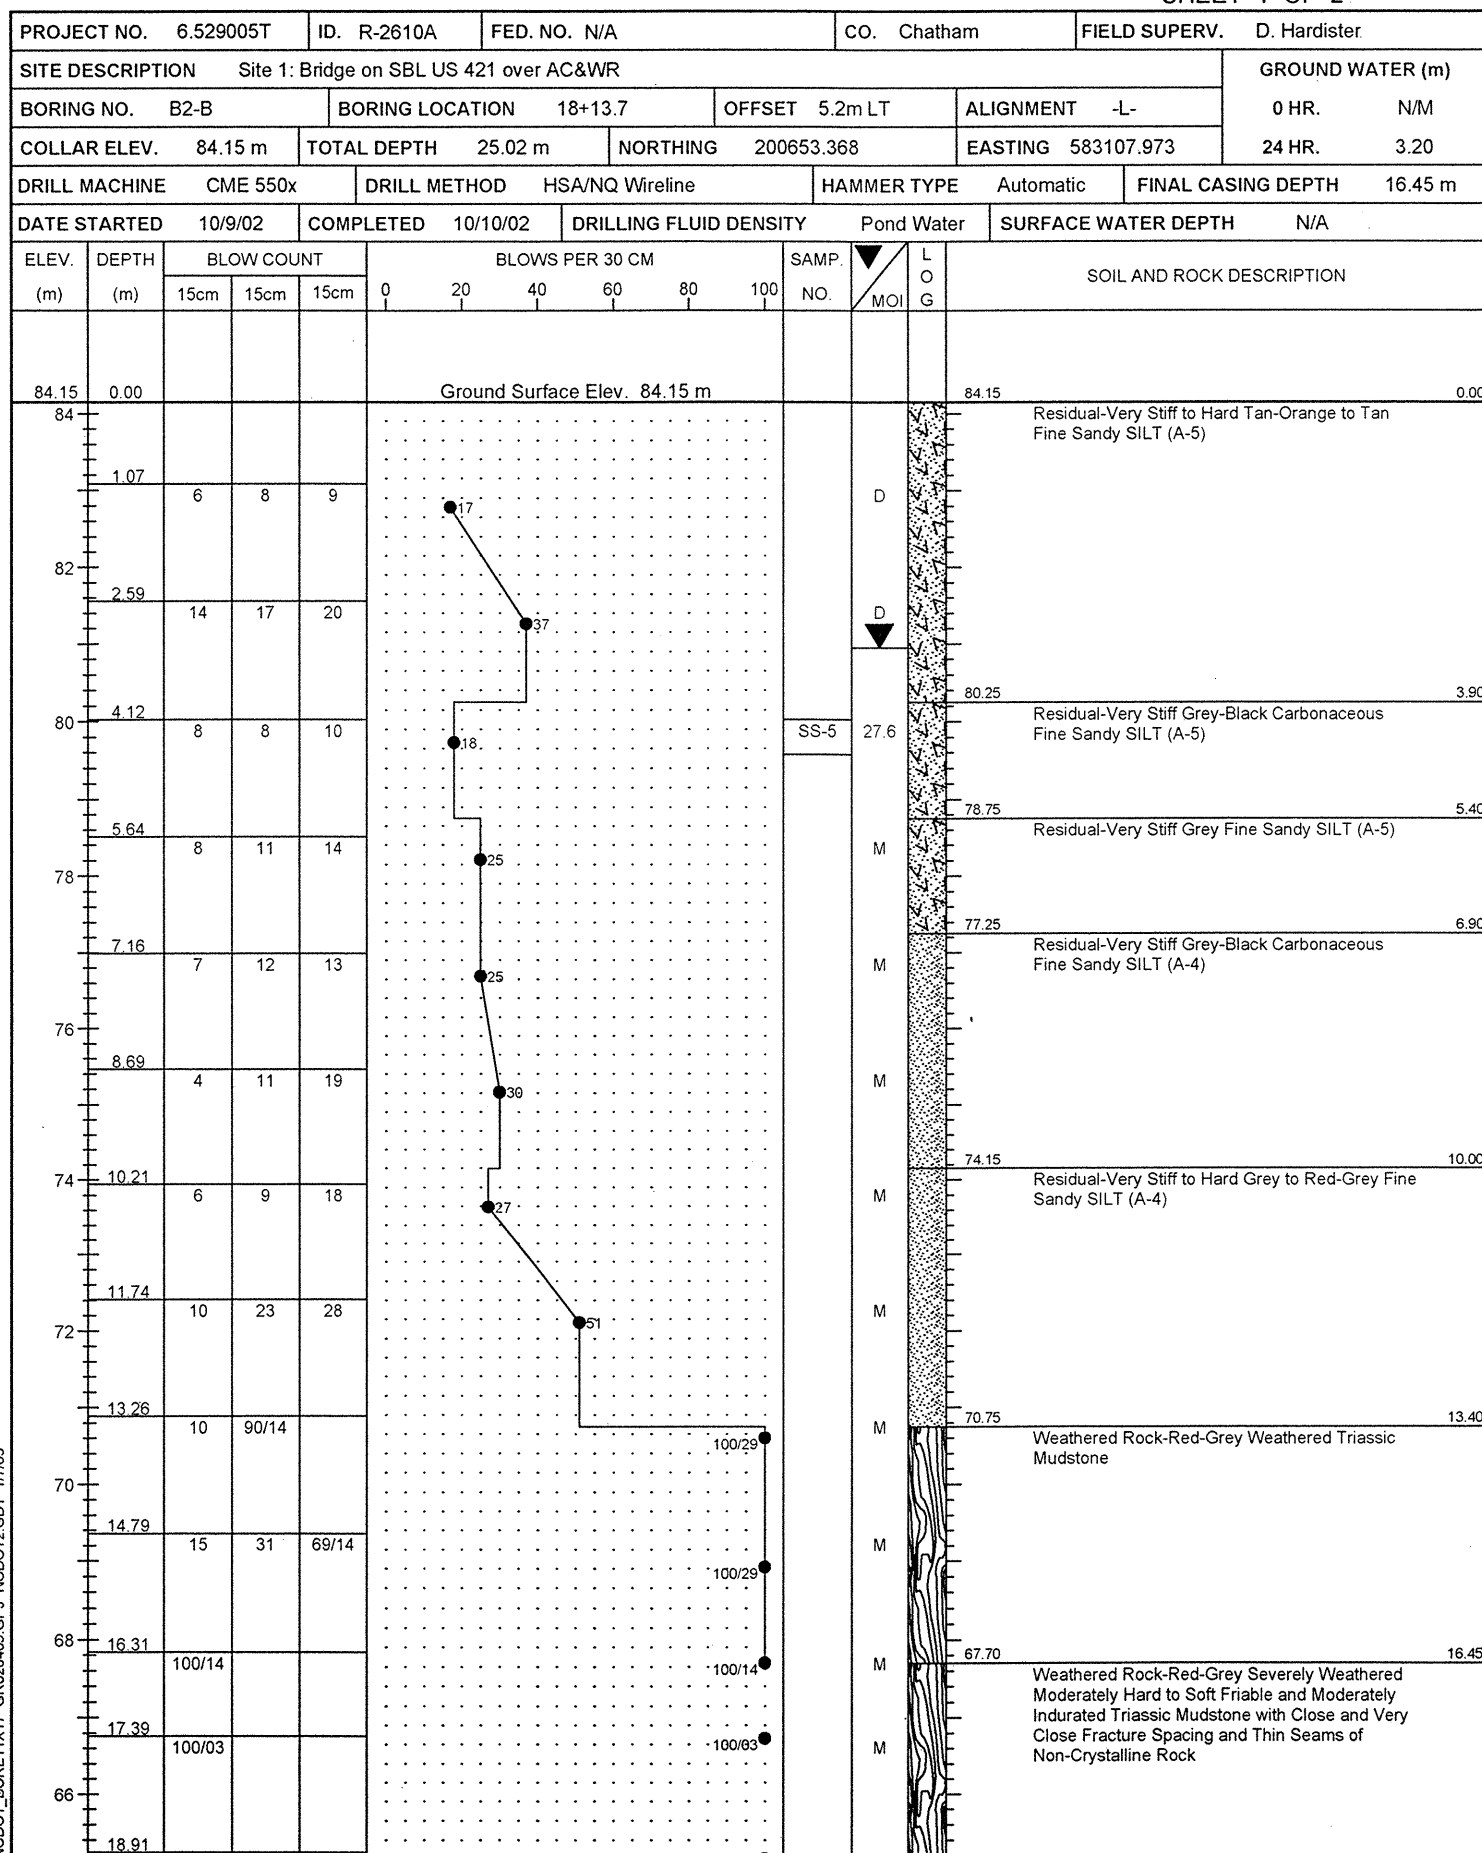 PROJECT NO. 6.529005T ID. R-2610A FED. NO. N/A CO. Chatham FIELD SUPERV. D. Hardister
SITE DESCRIPTION Site 1: Bridge on SBL US 421 over AC&WR GROUND WATER (m)
BORING NO. B2-B BORING LOCATION 18+13.7 OFFSET 5.2m LT ALIGNMENT -L- 0 HR. N/M
COLLAR ELEV. 84.15 m TOTAL DEPTH 25.02 m NORTHING 200653.368 EASTING 583107.973 24 HR. 3.20
DRILL MACHINE CME 550x DRILL METHOD HSA/NQ Wireline HAMMER TYPE Automatic FINAL CASING DEPTH 16.45 m
DATE STARTED 10/9/02 COMPLETED 10/10/02 DRILLING FLUID DENSITY Pond Water SURFACE WATER DEPTH N/A
ELEV. DEPTH BLOW COUNT BLOWS PER 30 CM SAMP. LOG SOIL AND ROCK DESCRIPTION
(m) (m) 15cm 15cm 15cm 0 20 40 60 80 100 NO. MOI
84.15 0.00 Ground Surface Elev. 84.15 m 84.15 0.00
84 Residual-Very Stiff to Hard Tan-Orange to Tan
Fine Sandy SILT (A-5)
1.07
6 8 9 17 D
82
2.59
14 17 20 37 D
80.25 3.90
4.12 Residual-Very Stiff Grey-Black Carbonaceous
80 8 8 10 18 SS-5 27.6 Fine Sandy SILT (A-5)
78.75 5.40
5.64 Residual-Very Stiff Grey Fine Sandy SILT (A-5)
8 11 14 25 M
78
77.25 6.90
7.16 Residual-Very Stiff Grey-Black Carbonaceous
7 12 13 25 M Fine Sandy SILT (A-4)
76
8.69
4 11 19 30 M
74.15 10.00
74 10.21 Residual-Very Stiff to Hard Grey to Red-Grey Fine
6 9 18 27 M Sandy SILT (A-4)
11.74
10 23 28 51 M
72
13.26 70.75 13.40
10 90/14 100/29 M Weathered Rock-Red-Grey Weathered Triassic
Mudstone
70
14.79
15 31 69/14 100/29 M
68 16.31 67.70 16.45
100/14 100/14 M Weathered Rock-Red-Grey Severely Weathered
Moderately Hard to Soft Friable and Moderately
Indurated Triassic Mudstone with Close and Very
17.39 Close Fracture Spacing and Thin Seams of
100/03 100/03 M Non-Crystalline Rock
66
18.91